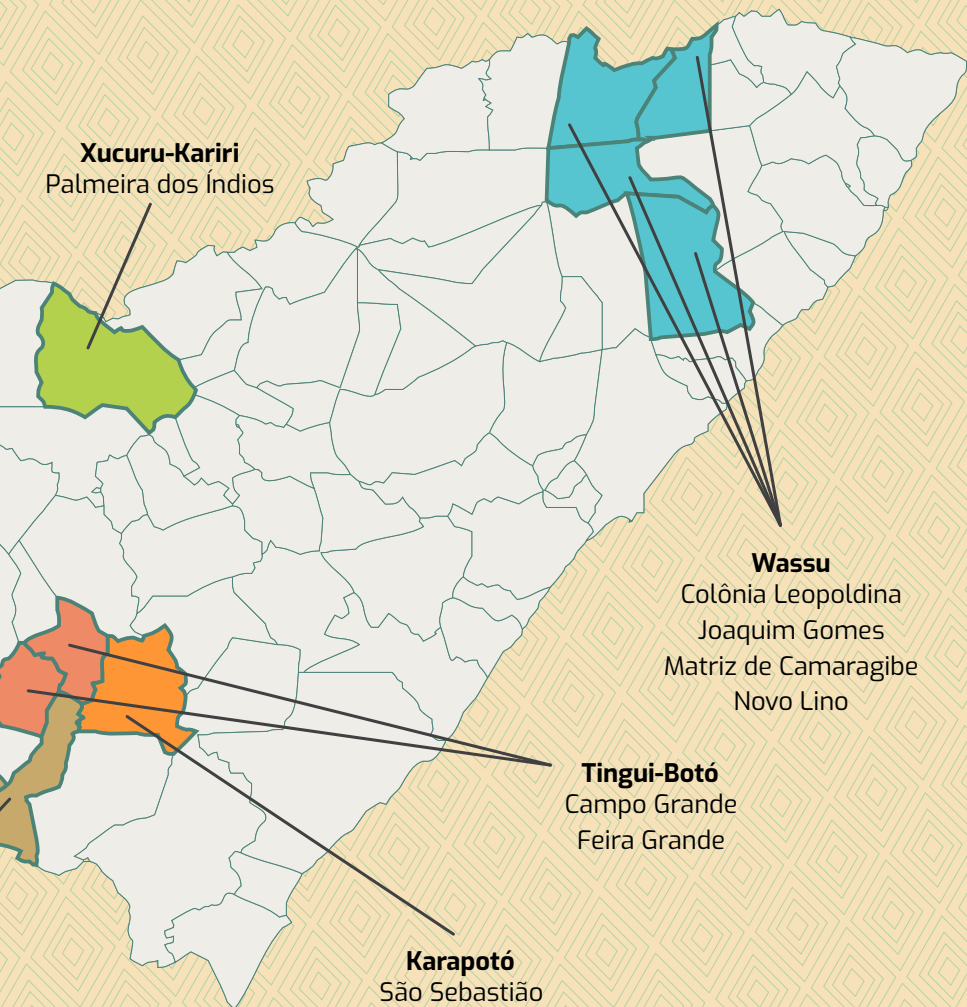 Xucuru-Kariri
Palmeira dos Índios
Wassu
Colônia Leopoldina
Joaquim Gomes
Matriz de Camaragibe
Novo Lino
Tingui-Botó
Campo Grande
Feira Grande
Karapotó
São Sebastião